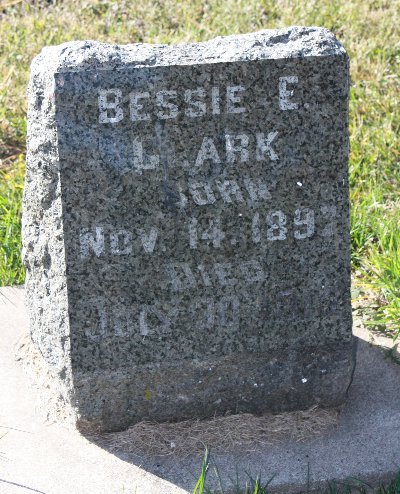 BESSIE E.
CLARK
BORN
NOV. 14. 1892
DIED
JULY